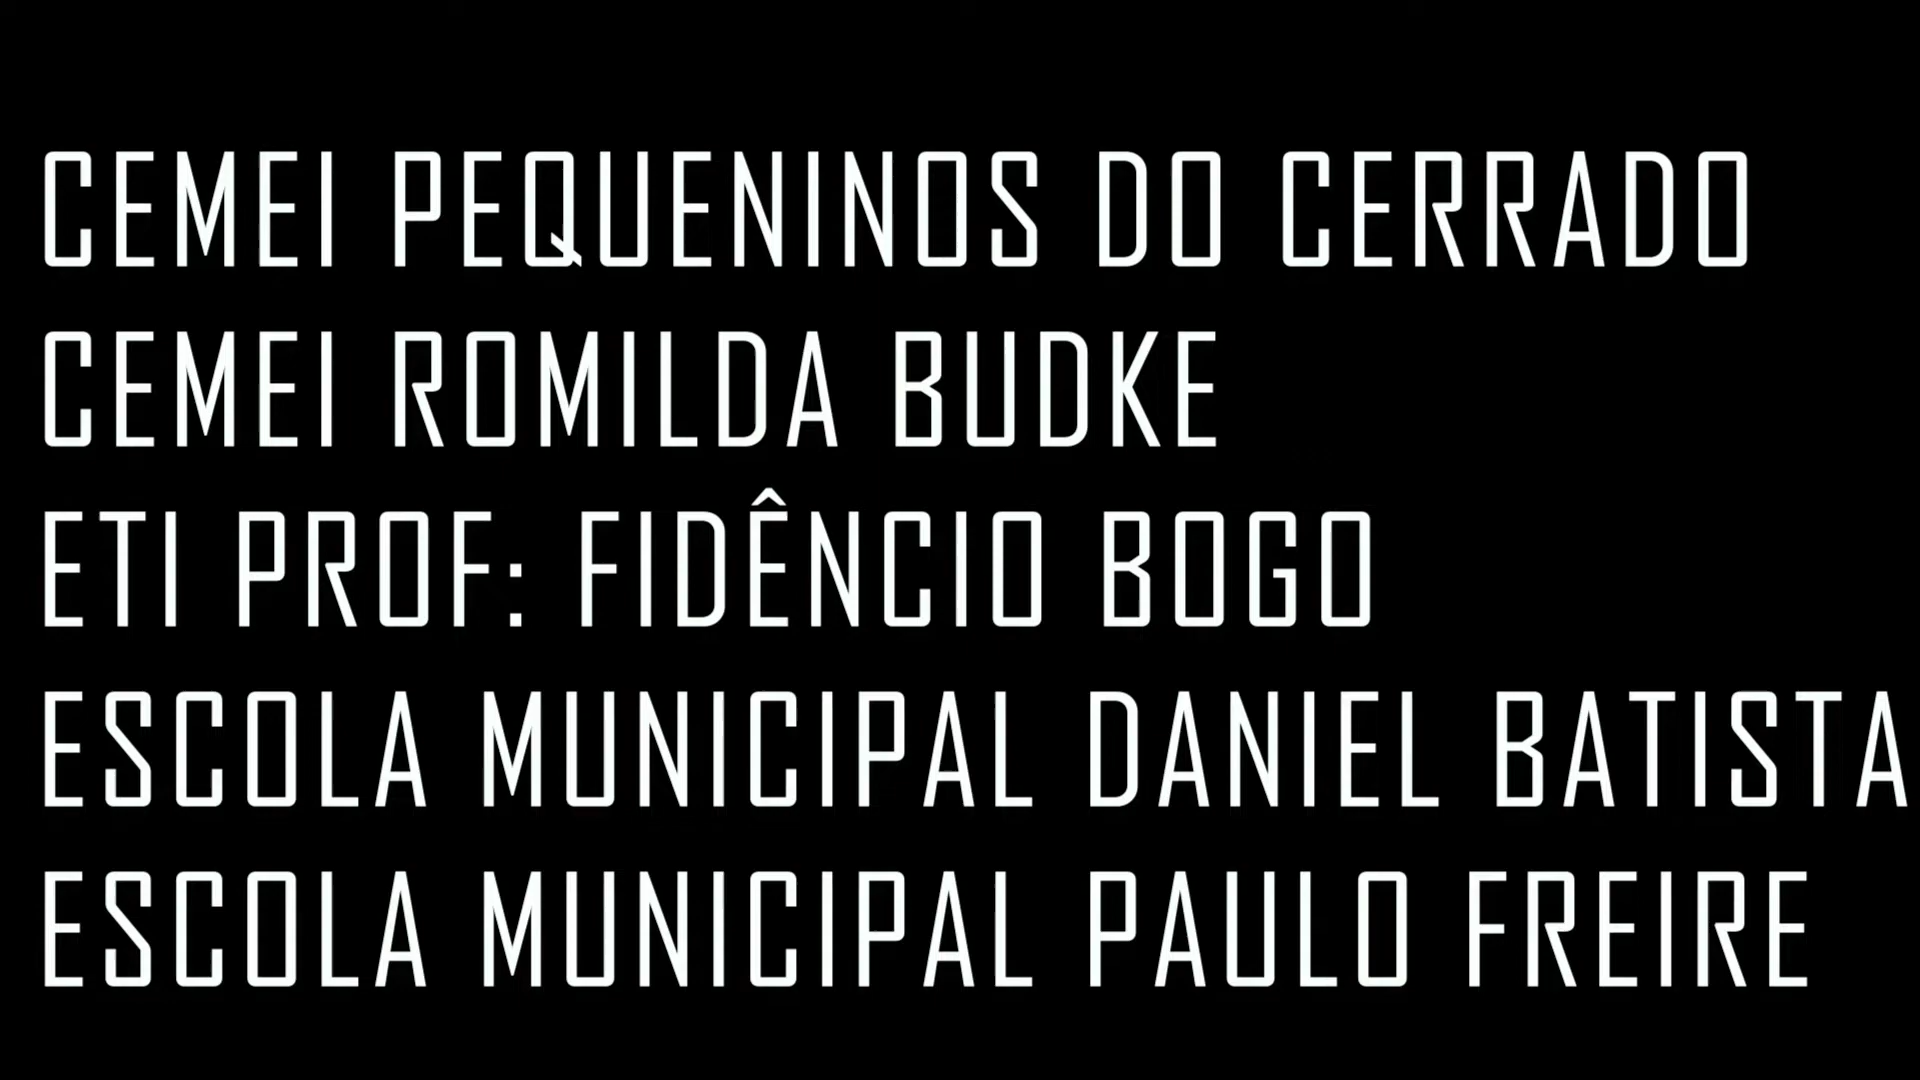 CEMEI PEQUENINOS DO CERRADO
CEMEI ROMILDA BUDKE
ETI PROF: FIDÊNCIO BOGO
ESCOLA MUNICIPAL DANIEL BATISTA
ESCOLA MUNICIPAL PAULO FREIRE